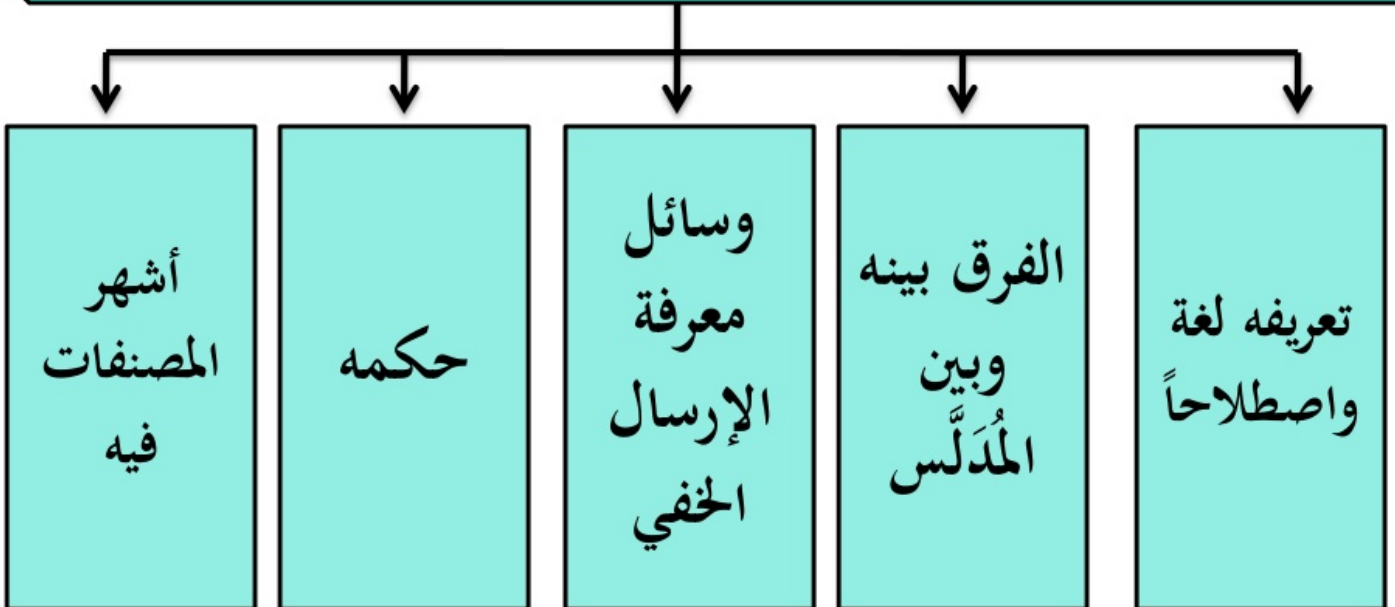 تعريفه لغة
واصطلاحاً
الفرق بينه
وبين
المُدَلَّس
وسائل
معرفة
الإرسال
الخفي
حكمه
أشهر
المصنفات
فيه